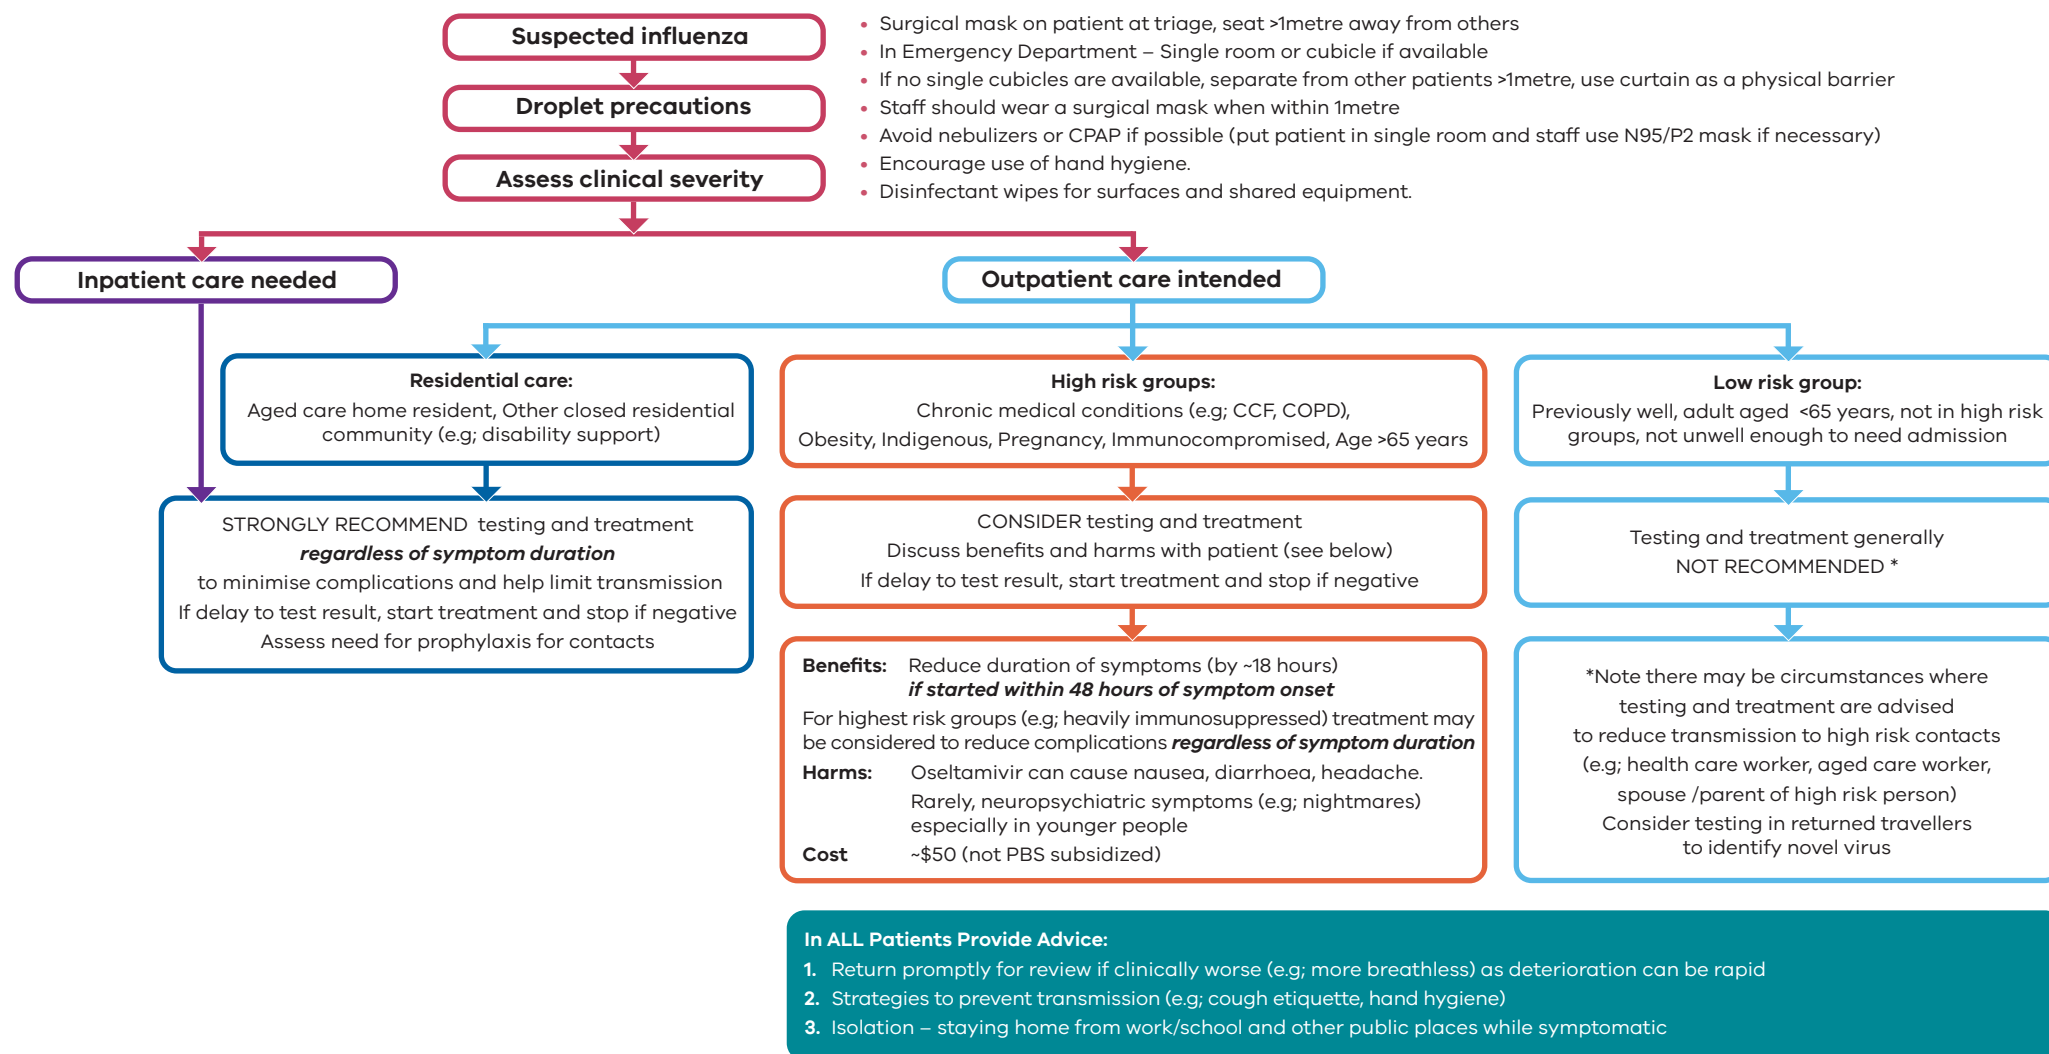 Suspected influenza
Droplet precautions
Assess clinical severity
• Surgical mask on patient at triage, seat >1metre away from others
• In Emergency Department – Single room or cubicle if available
• If no single cubicles are available, separate from other patients >1metre, use curtain as a physical barrier
• Staff should wear a surgical mask when within 1metre
• Avoid nebulizers or CPAP if possible (put patient in single room and staff use N95/P2 mask if necessary)
• Encourage use of hand hygiene.
• Disinfectant wipes for surfaces and shared equipment.
Inpatient care needed
Outpatient care intended
Residential care:
Aged care home resident, Other closed residential
community (e.g; disability support)
High risk groups:
Chronic medical conditions (e.g; CCF, COPD),
Obesity, Indigenous, Pregnancy, Immunocompromised, Age >65 years
Low risk group:
Previously well, adult aged <65 years, not in high risk
groups, not unwell enough to need admission
STRONGLY RECOMMEND testing and treatment
regardless of symptom duration
to minimise complications and help limit transmission
If delay to test result, start treatment and stop if negative
Assess need for prophylaxis for contacts
CONSIDER testing and treatment
Discuss benefits and harms with patient (see below)
If delay to test result, start treatment and stop if negative
Testing and treatment generally
NOT RECOMMENDED *
Benefits: Reduce duration of symptoms (by ~18 hours)
if started within 48 hours of symptom onset
For highest risk groups (e.g; heavily immunosuppressed) treatment may
be considered to reduce complications regardless of symptom duration
Harms: Oseltamivir can cause nausea, diarrhoea, headache.
Rarely, neuropsychiatric symptoms (e.g; nightmares)
especially in younger people
Cost ~$50 (not PBS subsidized)
*Note there may be circumstances where
testing and treatment are advised
to reduce transmission to high risk contacts
(e.g; health care worker, aged care worker,
spouse /parent of high risk person)
Consider testing in returned travellers
to identify novel virus
In ALL Patients Provide Advice:
1. Return promptly for review if clinically worse (e.g; more breathless) as deterioration can be rapid
2. Strategies to prevent transmission (e.g; cough etiquette, hand hygiene)
3. Isolation – staying home from work/school and other public places while symptomatic